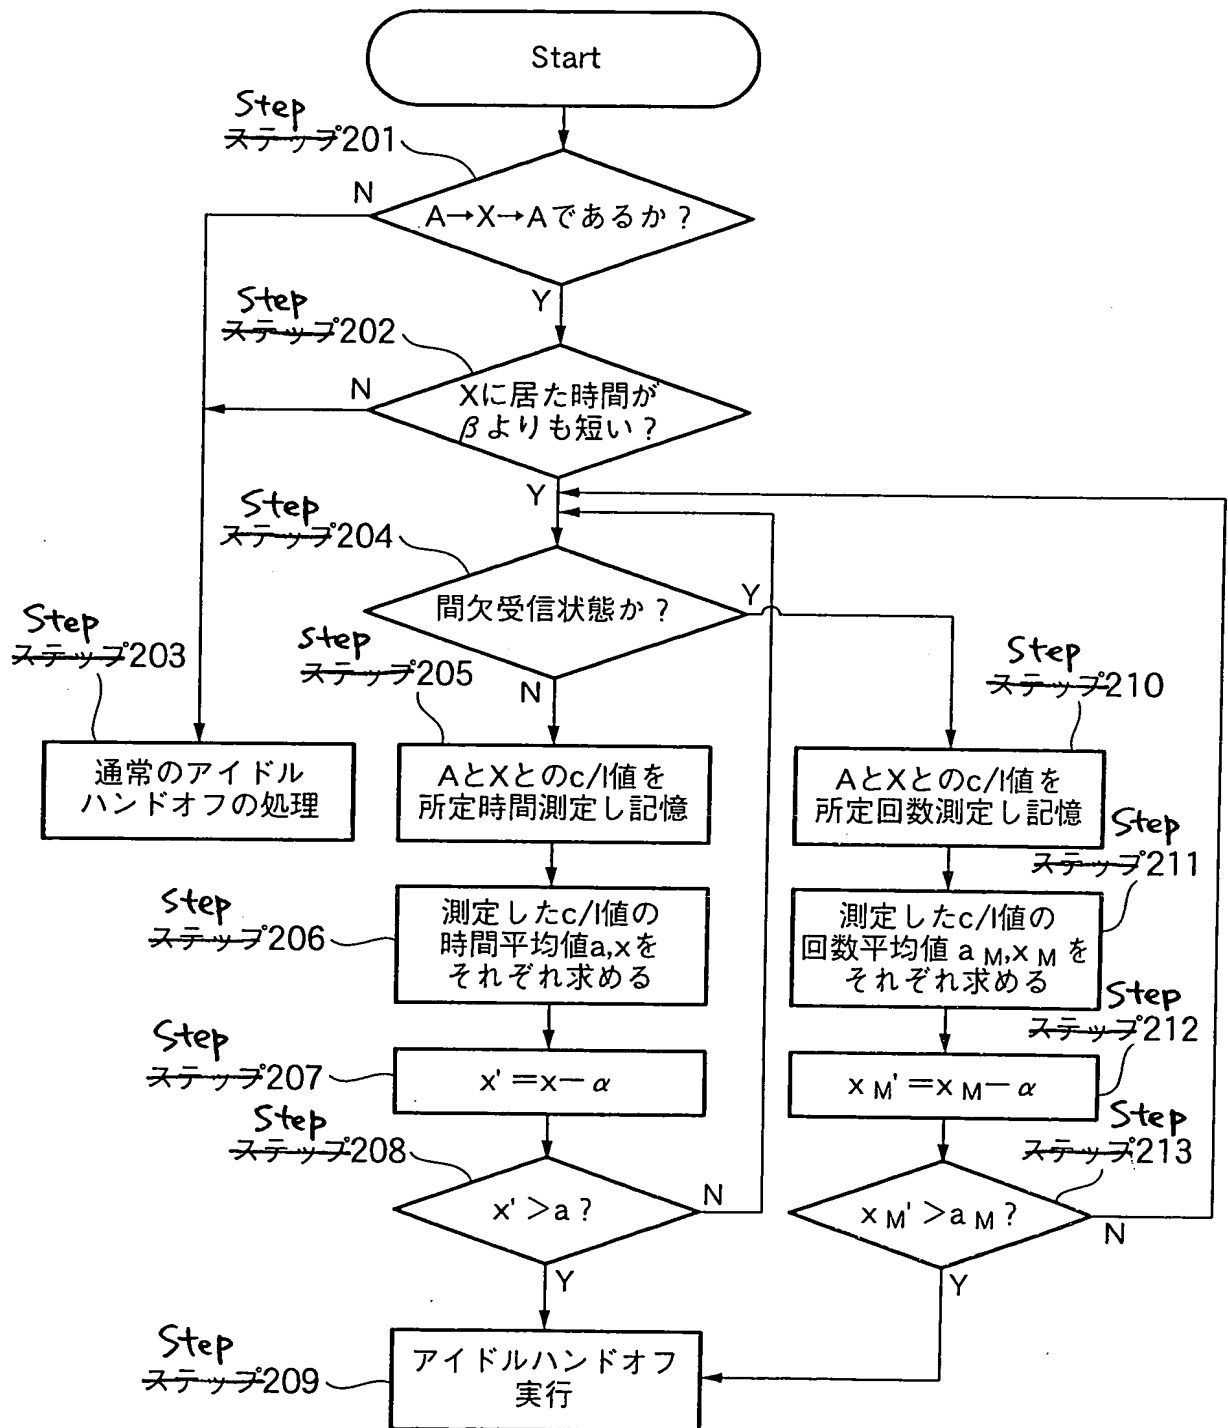 Start
Step
ステップ201
N
A→X→Aであるか？
Y
Step
ステップ202
N
Xに居た時間が
βよりも短い？
Y
Step
ステップ204
間欠受信状態か？
Y
N
Step
ステップ203
通常のアイドル
ハンドオフの処理
Step
ステップ205
AとXとのc/I値を
所定時間測定し記憶
Step
ステップ210
AとXとのc/I値を
所定回数測定し記憶
Step
ステップ206
測定したc/I値の
時間平均値a,xを
それぞれ求める
Step
ステップ211
測定したc/I値の
回数平均値 a M,x M を
それぞれ求める
Step
ステップ207
x'＝x－α
Step
ステップ212
x M'＝x M－α
Step
ステップ208
x'＞a？
N
Y
Step
ステップ213
x M'＞a M？
N
Y
Step
ステップ209
アイドルハンドオフ
実行